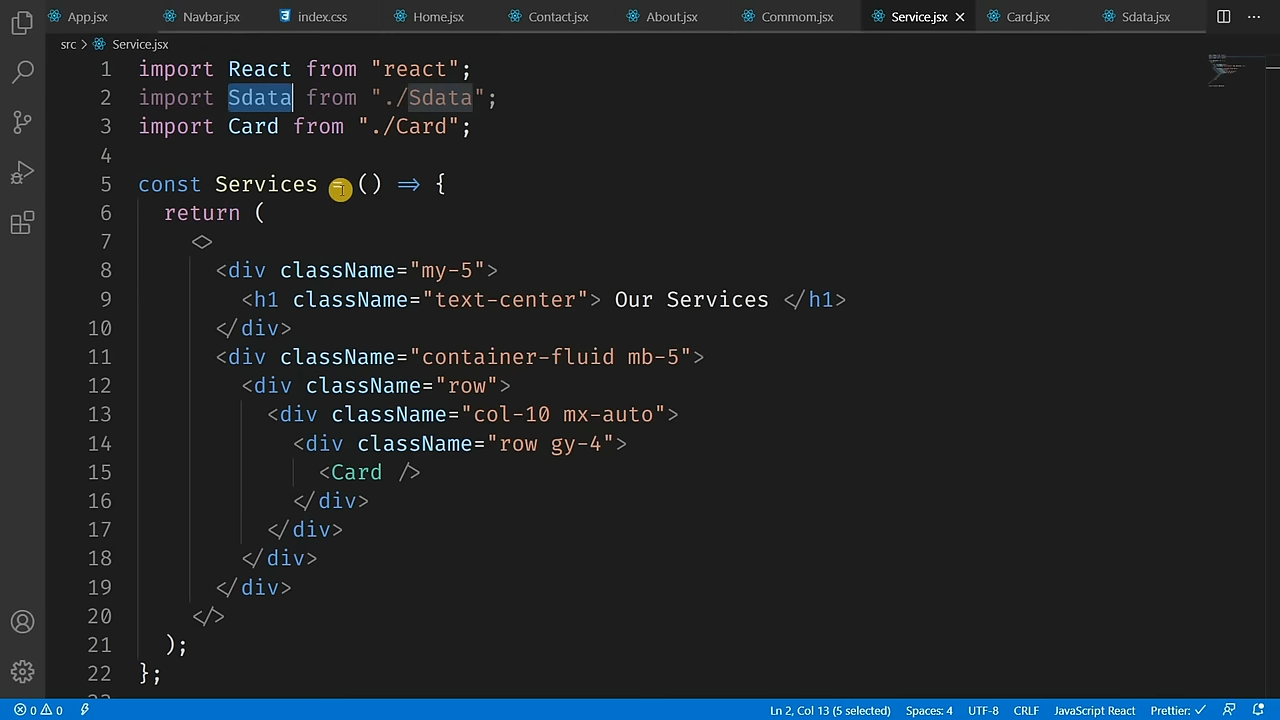 App.jsx Navbar.jsx index.css Home.jsx Contact.jsx About.jsx Commom.jsx Service.jsx Card.jsx Sdata.jsx
src > Service.jsx
1 import React from "react";
2 import Sdata from "./Sdata";
3 import Card from "./Card";
4
5 const Services = () => {
6 return (
7 <>
8 <div className="my-5">
9 <h1 className="text-center"> Our Services </h1>
10 </div>
11 <div className="container-fluid mb-5">
12 <div className="row">
13 <div className="col-10 mx-auto">
14 <div className="row gy-4">
15 <Card />
16 </div>
17 </div>
18 </div>
19 </div>
20 </>
21 );
22 };
0 0 Ln 2, Col 13 (5 selected) Spaces: 4 UTF-8 CRLF JavaScript React Prettier: ✓